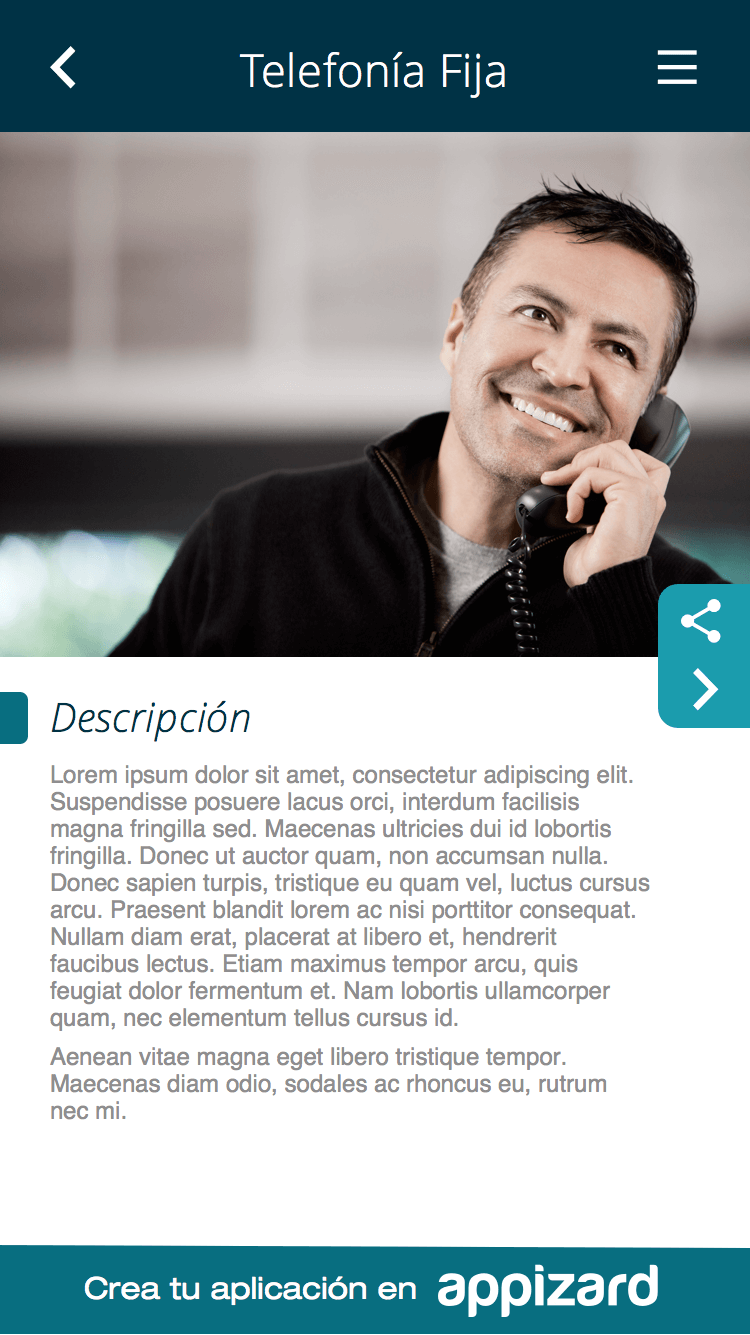 Telefonía Fija
Descripción
Lorem ipsum dolor sit amet, consectetur adipiscing elit.
Suspendisse posuere lacus orci, interdum facilisis
magna fringilla sed. Maecenas ultricies dui id lobortis
fringilla. Donec ut auctor quam, non accumsan nulla.
Donec sapien turpis, tristique eu quam vel, luctus cursus
arcu. Praesent blandit lorem ac nisi porttitor consequat.
Nullam diam erat, placerat at libero et, hendrerit
faucibus lectus. Etiam maximus tempor arcu, quis
feugiat dolor fermentum et. Nam lobortis ullamcorper
quam, nec elementum tellus cursus id.
Aenean vitae magna eget libero tristique tempor.
Maecenas diam odio, sodales ac rhoncus eu, rutrum
nec mi.
Crea tu aplicación en appizard